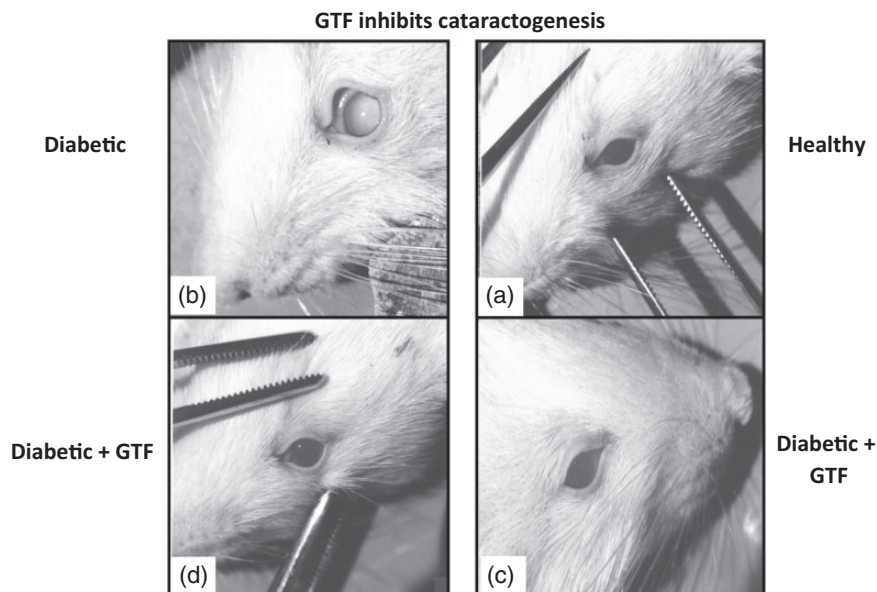 GTF inhibits cataractogenesis
Diabetic
Healthy
(b)
(a)
Diabetic + GTF
Diabetic +
GTF
(d)
(c)